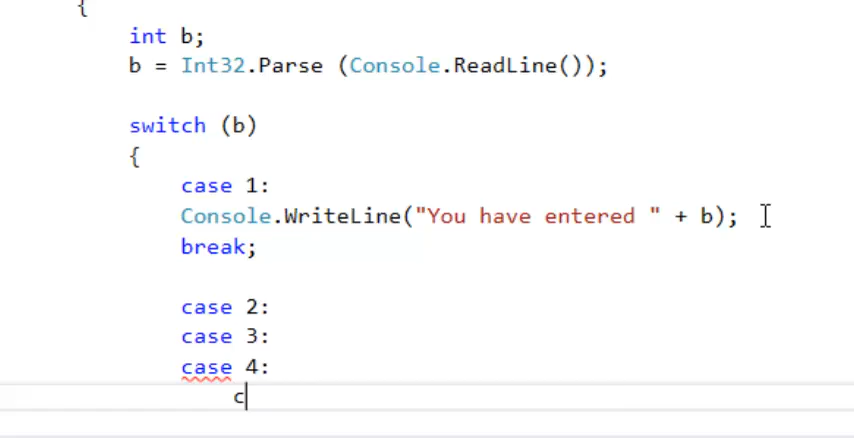 {
int b;
b = Int32.Parse (Console.ReadLine());
switch (b)
{
case 1:
Console.WriteLine("You have entered " + b);
break;
case 2:
case 3:
case 4:
c